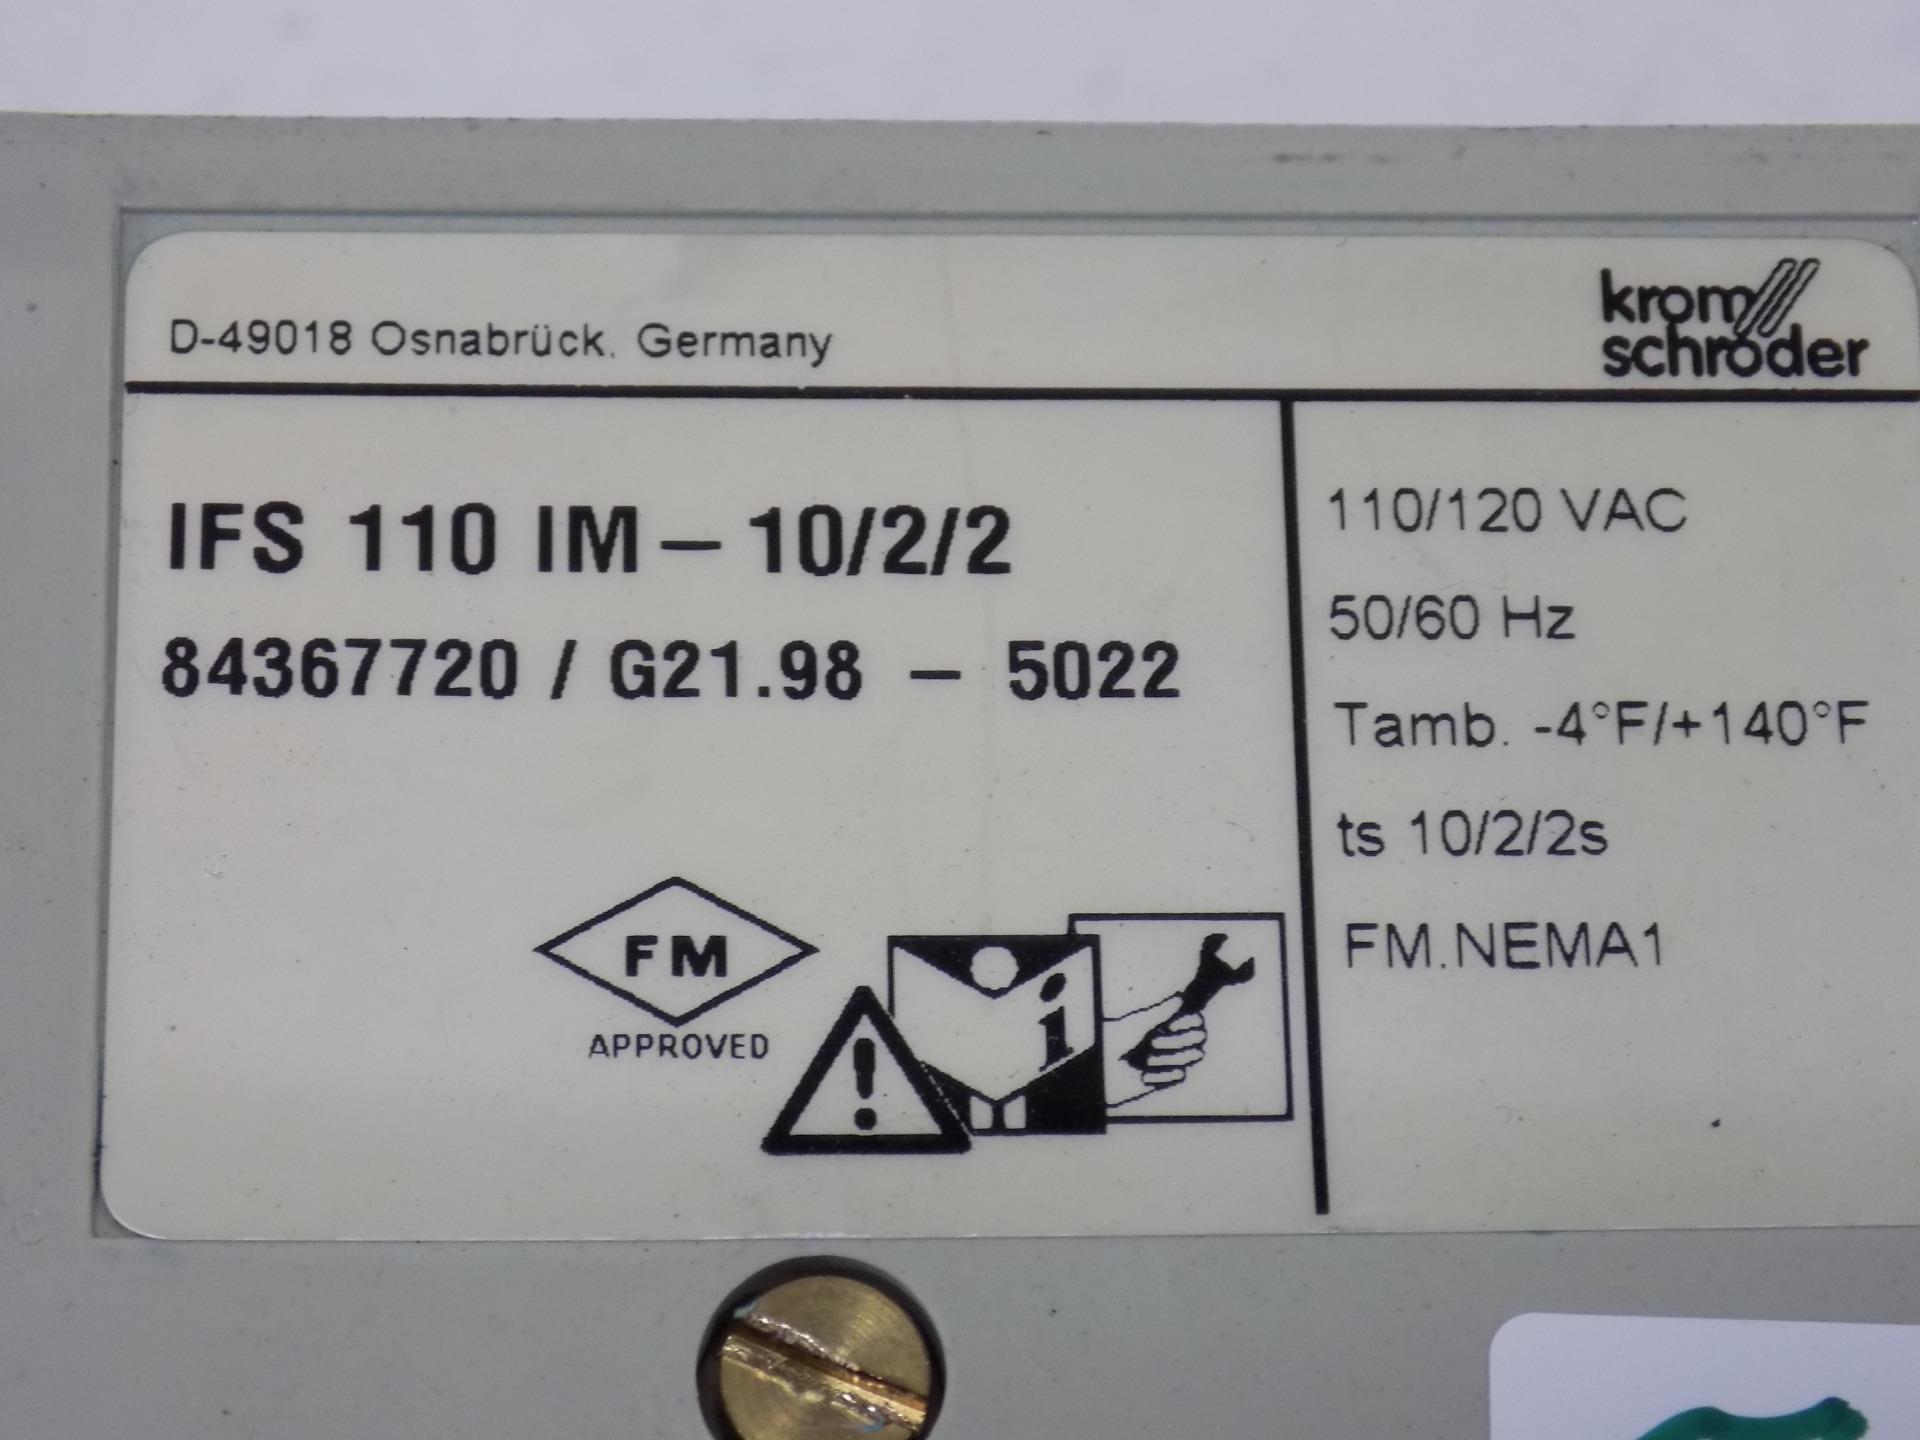 D-49018 Osnabrück, Germany
krom
schröder
IFS 110 IM – 10/2/2
84367720 / G21.98 – 5022
110/120 VAC
50/60 Hz
Tamb. -4°F/+140°F
ts 10/2/2s
FM.NEMA1
FM
APPROVED
i